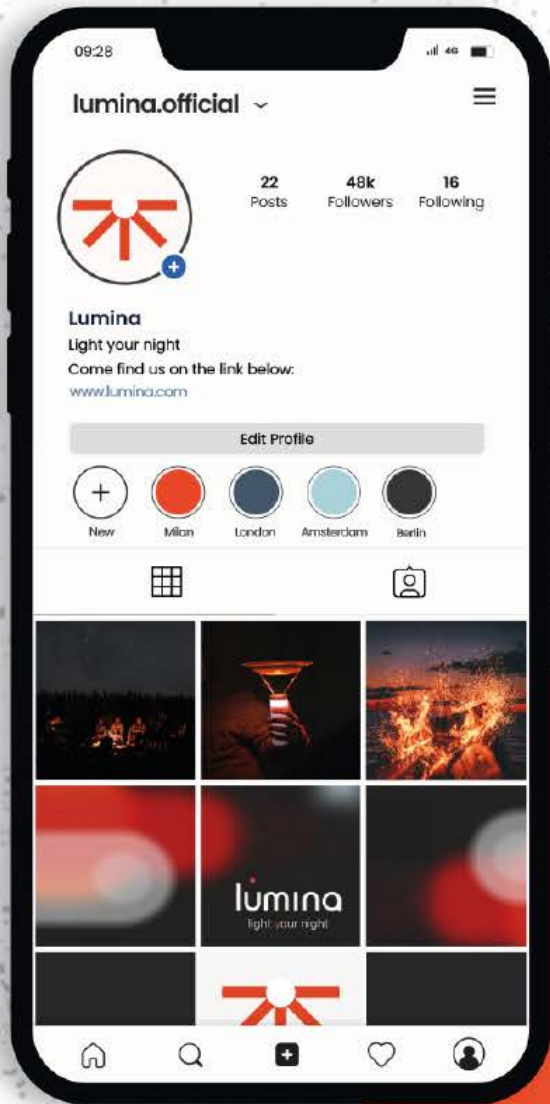 09:28
4G
lumina.official
22
48k
16
Posts
Followers
Following
Lumina
Light your night
Come find us on the link below:
www.lumina.com
Edit Profile
New
Milan
London
Amsterdam
Berlin
lumına
light your night